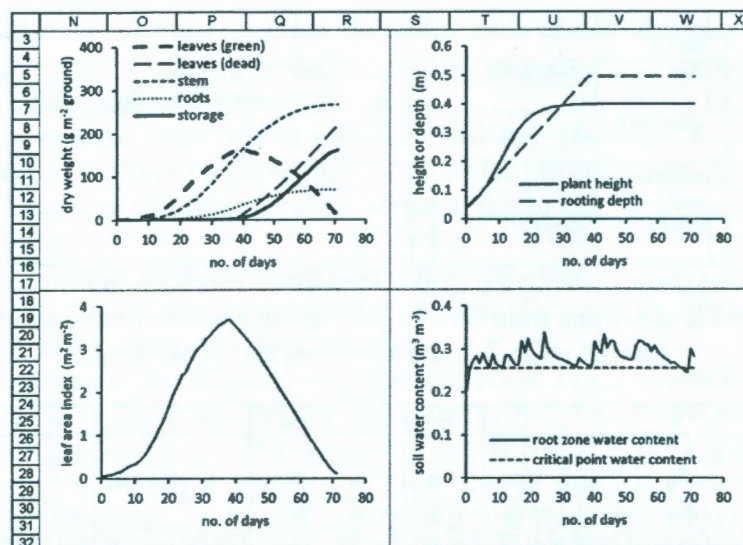 N O P Q R S T U V W X
3
4
5
6
7
8
9
10
11
12
13
14
15
16
17
18
19
20
21
22
23
24
25
26
27
28
29
30
31
32
400
300
200
100
0
dry weight (g m⁻² ground)
leaves (green)
leaves (dead)
stem
roots
storage
0 10 20 30 40 50 60 70 80
no. of days
0.6
0.5
0.4
0.3
0.2
0.1
0
height or depth (m)
plant height
rooting depth
0 10 20 30 40 50 60 70 80
no. of days
4
3
2
1
0
leaf area index (m² m⁻²)
0 10 20 30 40 50 60 70 80
no. of days
0.4
0.3
0.2
0.1
0
soil water content (m³ m⁻³)
root zone water content
critical point water content
0 10 20 30 40 50 60 70 80
no. of days